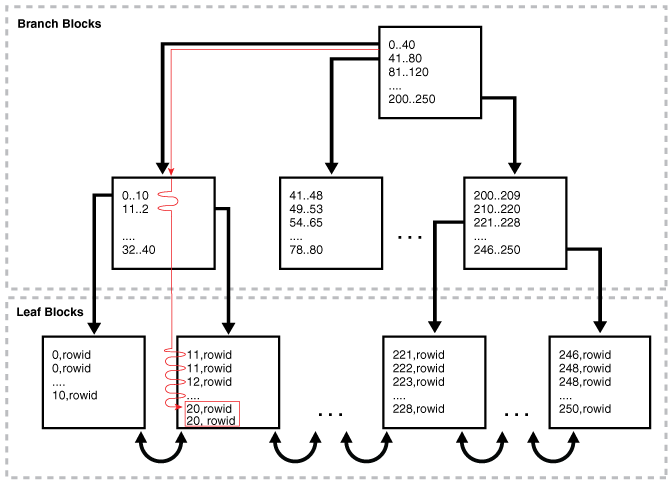 Branch Blocks
0..40
41..80
81..120
....
200..250
0..10
11..2
....
32..40
41..48
49..53
54..65
....
78..80
...
200..209
210..220
221..228
....
246..250
Leaf Blocks
0,rowid
0,rowid
....
10,rowid
11,rowid
11,rowid
12,rowid
....
20,rowid
20, rowid
...
221,rowid
222,rowid
223,rowid
....
228,rowid
...
246,rowid
248,rowid
248,rowid
....
250,rowid